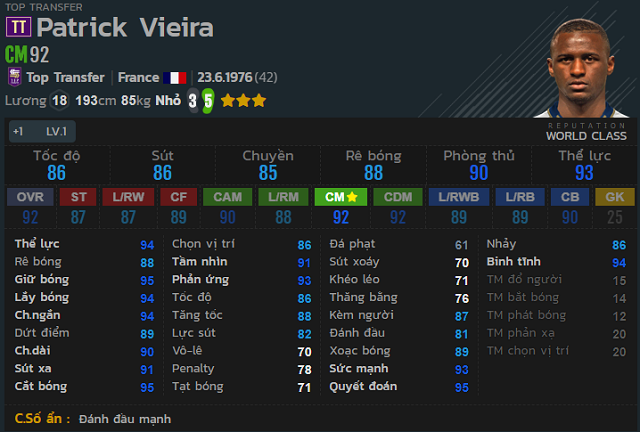 TOP TRANSFER
TT Patrick Vieira
CM 92
Top Transfer France 23.6.1976 (42)
Lương 18 193cm 85kg Nhỏ 3 5
REPUTATION
WORLD CLASS
+1 LV.1
Tốc độ Sút Chuyền Rê bóng Phòng thủ Thể lực
86 86 85 88 90 93
OVR ST L/RW CF CAM L/RM CM CDM L/RWB L/RB CB GK
92 87 87 89 90 88 92 92 89 89 90 25
Thể lực 94 Chọn vị trí 86 Đá phạt 61 Nhảy 86
Rê bóng 88 Tầm nhìn 91 Sút xoáy 70 Bình tĩnh 94
Giữ bóng 95 Phản ứng 93 Khéo léo 71 TM đổ người 15
Lấy bóng 94 Tốc độ 86 Thăng bằng 76 TM bắt bóng 14
Ch.ngắn 94 Tăng tốc 88 Kèm người 87 TM phát bóng 12
Dứt điểm 89 Lực sút 82 Đánh đầu 81 TM phản xạ 20
Ch.dài 90 Vô-lê 70 Xoạc bóng 89 TM chọn vị trí 20
Sút xa 91 Penalty 78 Sức mạnh 93
Cắt bóng 95 Tạt bóng 71 Quyết đoán 95
C.Số ẩn : Đánh đầu mạnh